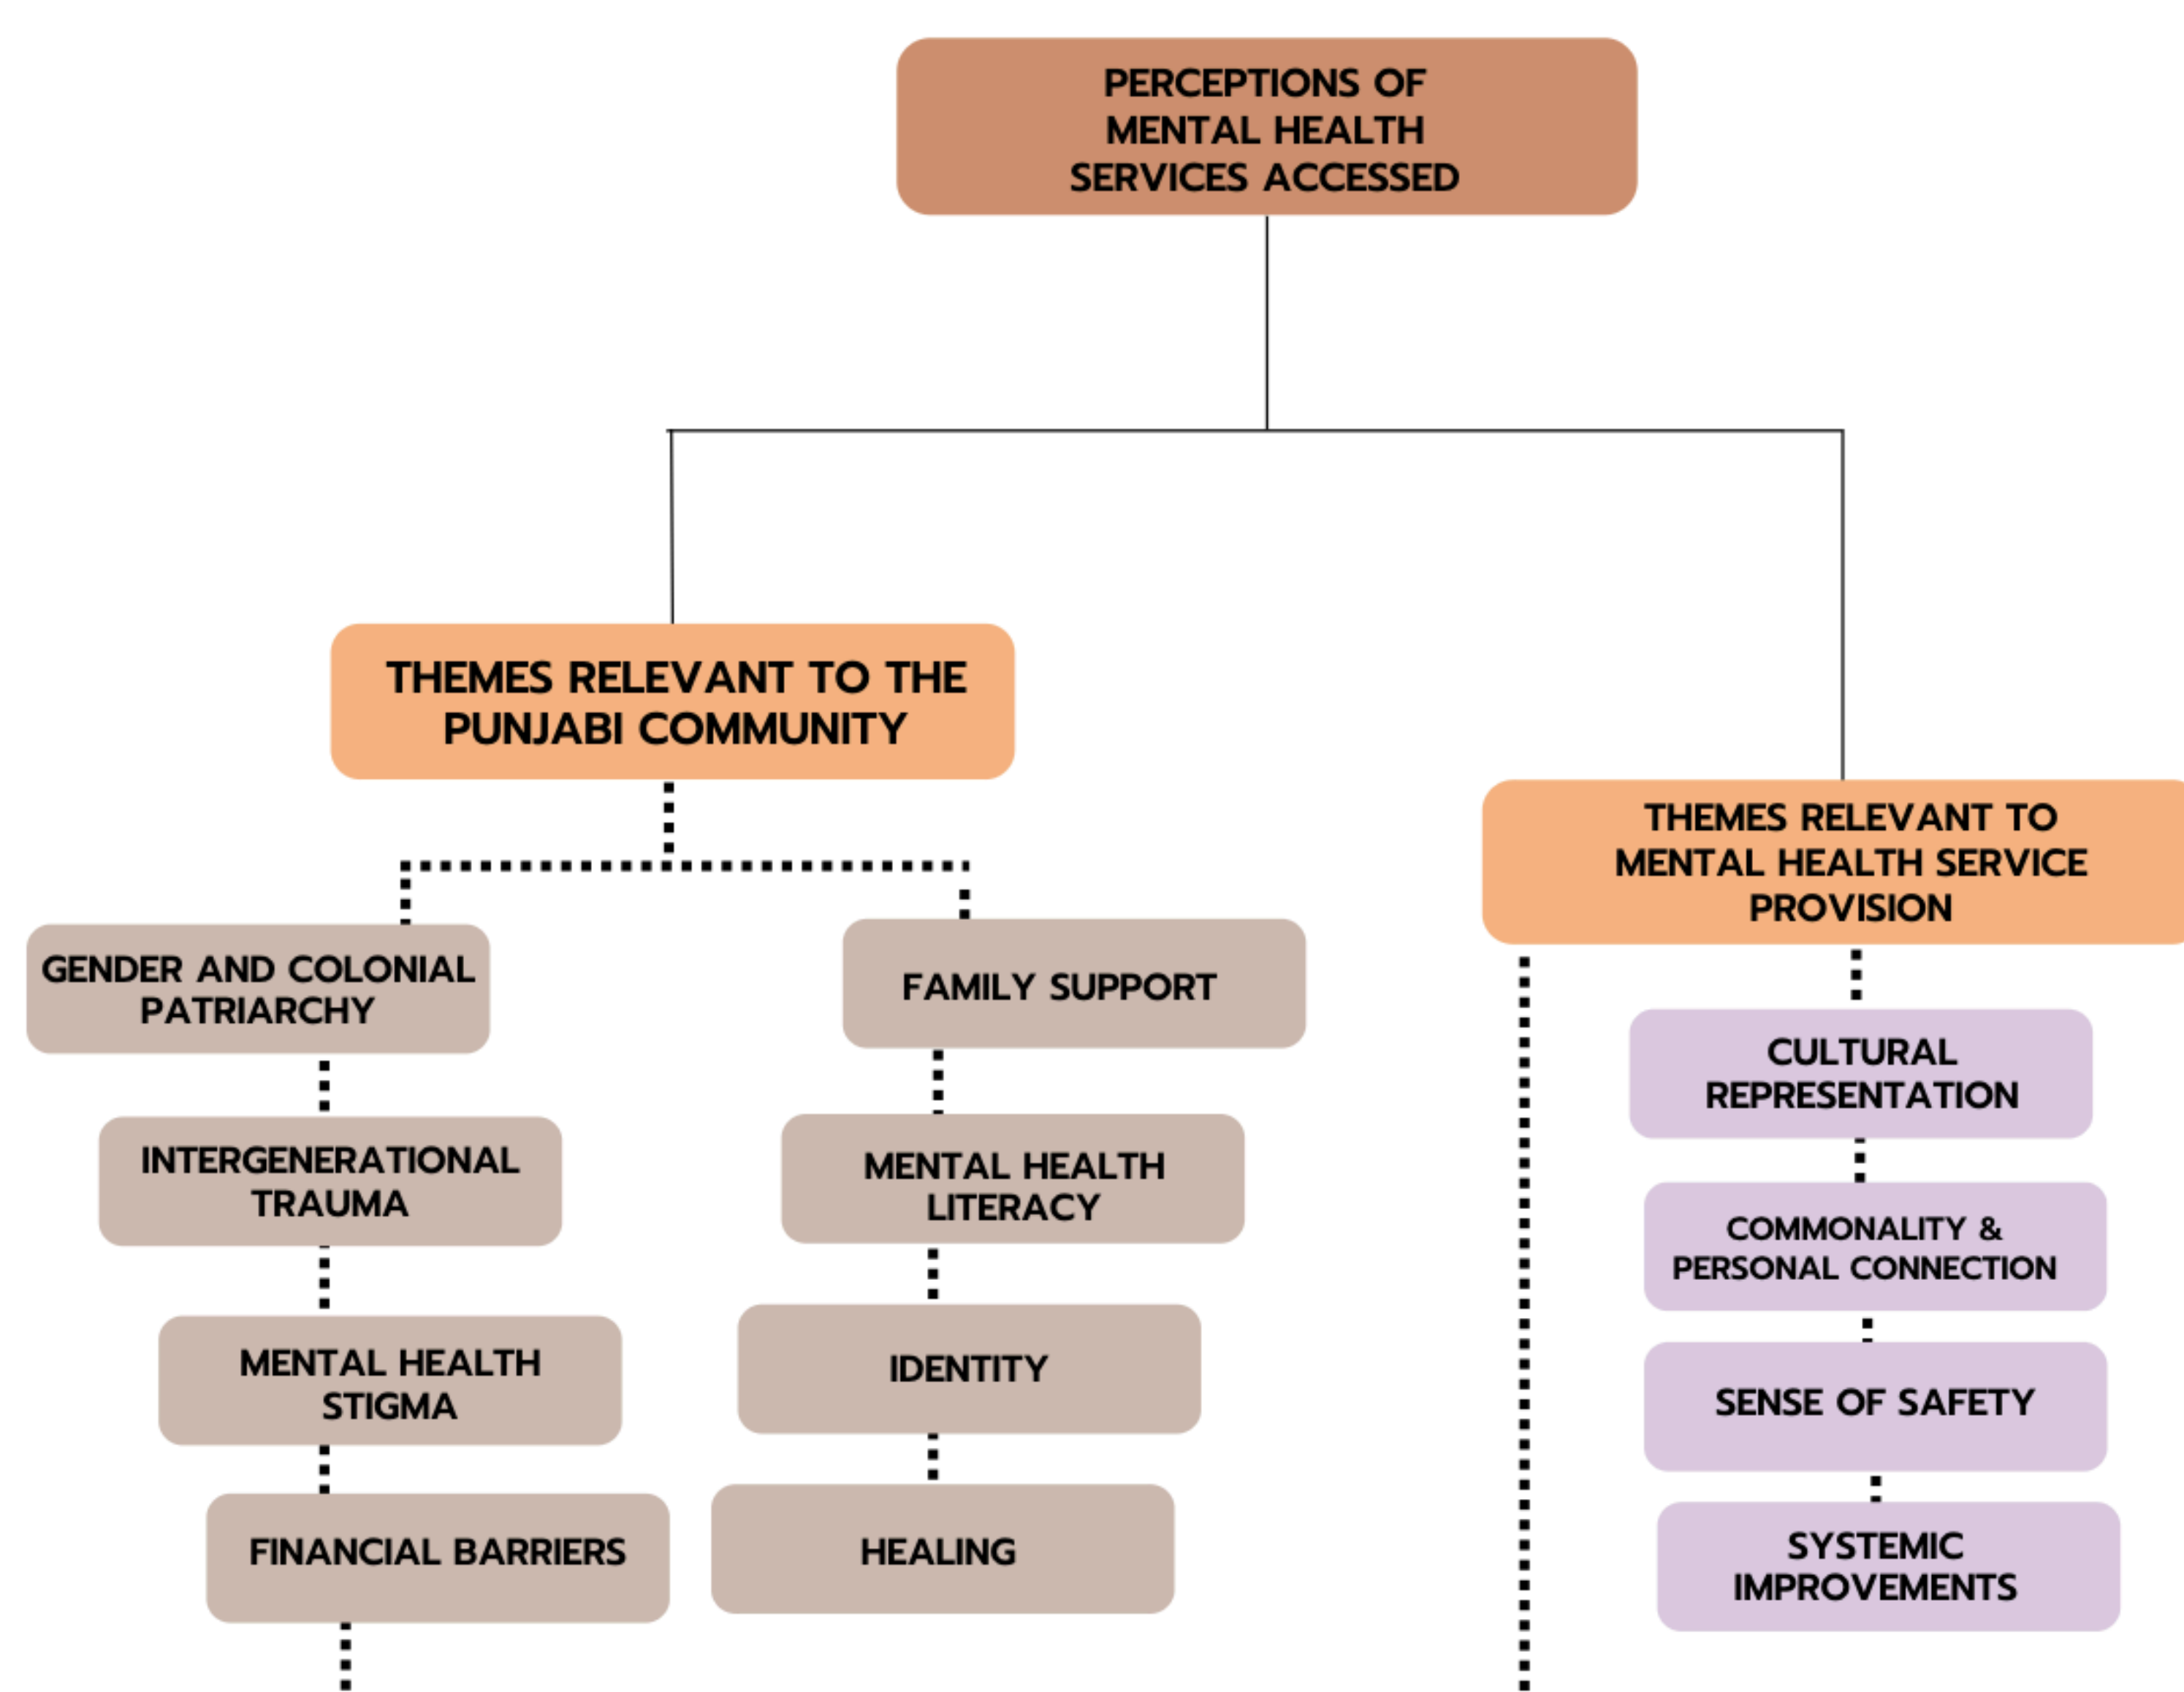 PERCEPTIONS OF
MENTAL HEALTH
SERVICES ACCESSED
THEMES RELEVANT TO THE
PUNJABI COMMUNITY
GENDER AND COLONIAL
PATRIARCHY
INTERGENERATIONAL
TRAUMA
MENTAL HEALTH
STIGMA
FINANCIAL BARRIERS
FAMILY SUPPORT
MENTAL HEALTH
LITERACY
IDENTITY
HEALING
THEMES RELEVANT TO
MENTAL HEALTH SERVICE
PROVISION
CULTURAL
REPRESENTATION
COMMONALITY &
PERSONAL CONNECTION
SENSE OF SAFETY
SYSTEMIC
IMPROVEMENTS